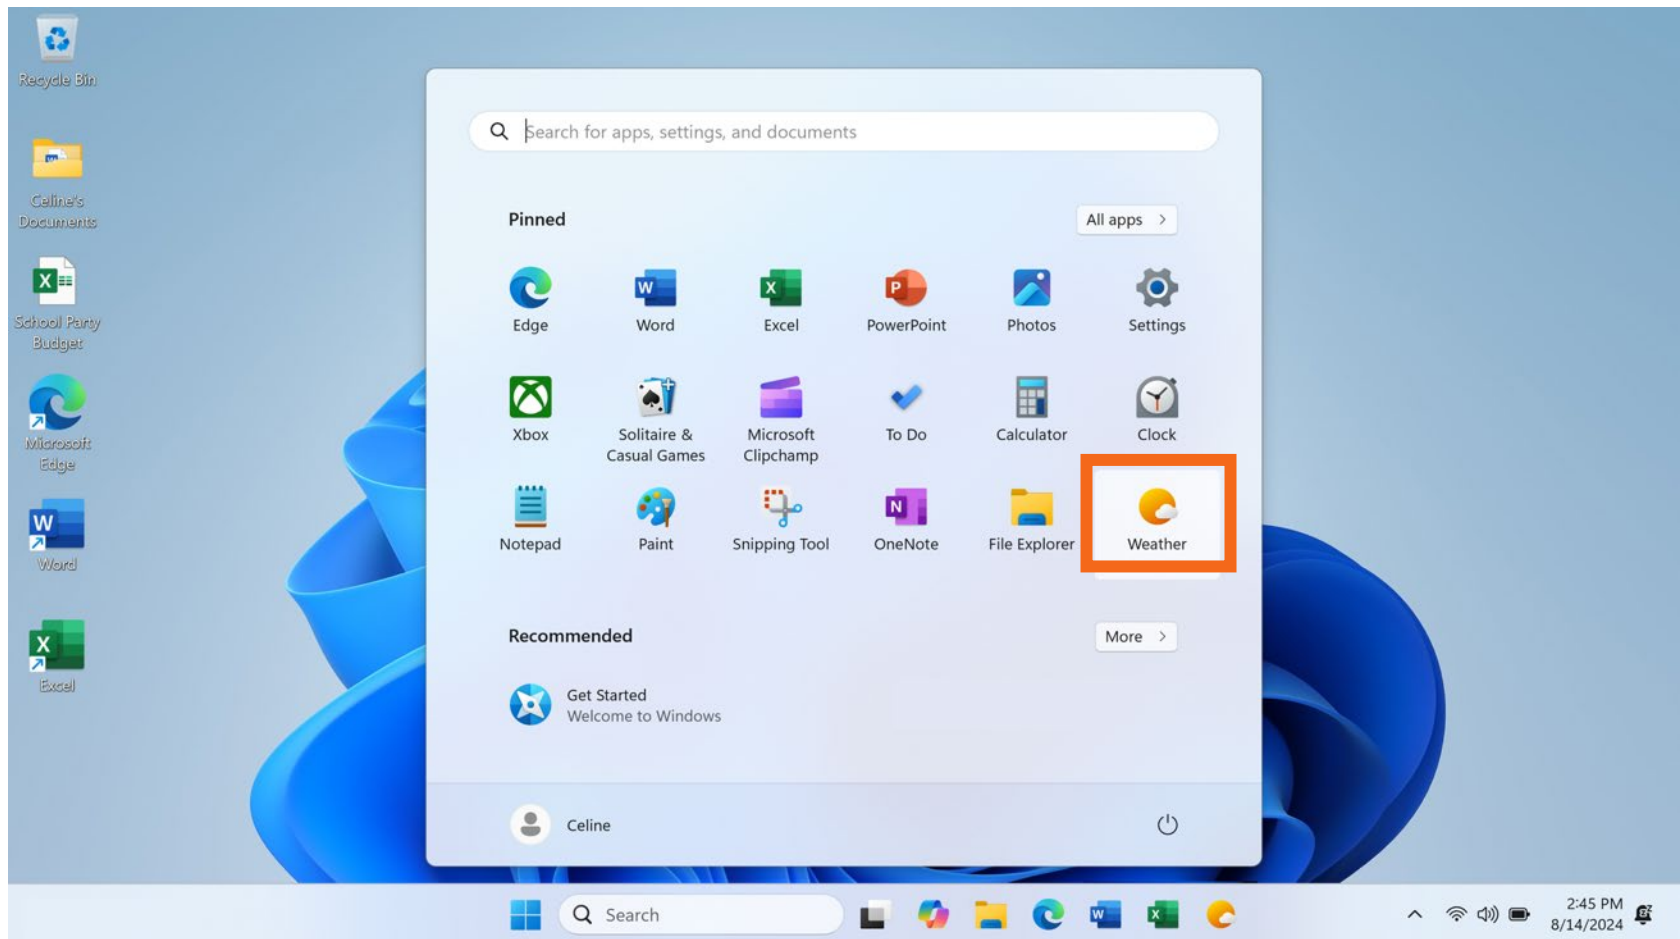 Recycle Bin
Celine's
Documents
School Party
Budget
Microsoft
Edge
Word
Excel
Search for apps, settings, and documents
Pinned
All apps
Edge
Word
Excel
PowerPoint
Photos
Settings
Xbox
Solitaire &
Casual Games
Microsoft
Clipchamp
To Do
Calculator
Clock
Notepad
Paint
Snipping Tool
OneNote
File Explorer
Weather
Recommended
More
Get Started
Welcome to Windows
Celine
Search
2:45 PM
8/14/2024